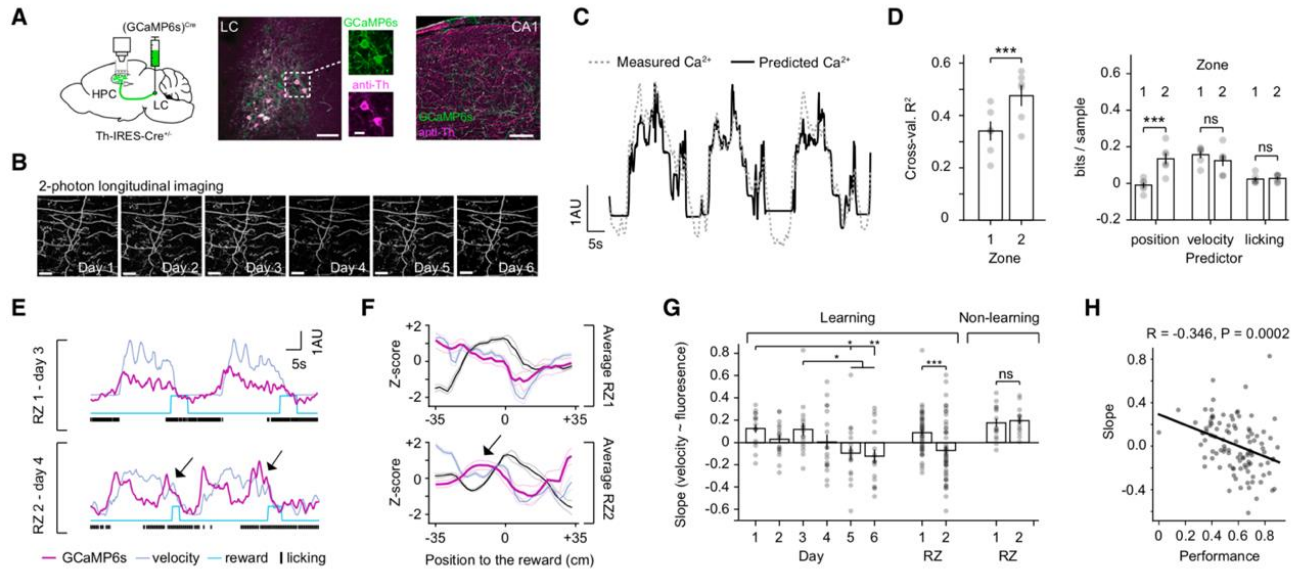 A
(GCaMP6s)Cre
HPC
LC
Th-IRES-Cre+/-
LC
GCaMP6s
anti-Th
CA1
GCaMP6s
anti-Th
B
2-photon longitudinal imaging
Day 1
Day 2
Day 3
Day 4
Day 5
Day 6
C
Measured Ca²⁺
Predicted Ca²⁺
1AU
5s
D
Cross-val. R²
0.6
0.4
0.2
0
***
1 2
Zone
bits / sample
0.2
0.1
0
-0.2
Zone
1 2 1 2 1 2
*** ns ns
position velocity licking
Predictor
E
RZ 1 - day 3
1AU
5s
RZ 2 - day 4
GCaMP6s velocity reward licking
F
Z-score
+2
0
-2
-35 0 +35
Average RZ1
Z-score
+2
0
-2
-35 0 +35
Average RZ2
Position to the reward (cm)
G
Learning Non-learning
Slope (velocity ~ fluoresence)
0.8
0.6
0.4
0.2
0
-0.2
-0.4
-0.6
* **
*
***
ns
1 2 3 4 5 6
Day
1 2
RZ
1 2
RZ
H
R = -0.346, P = 0.0002
Slope
0.8
0.4
0.0
-0.4
0 0.2 0.4 0.6 0.8
Performance